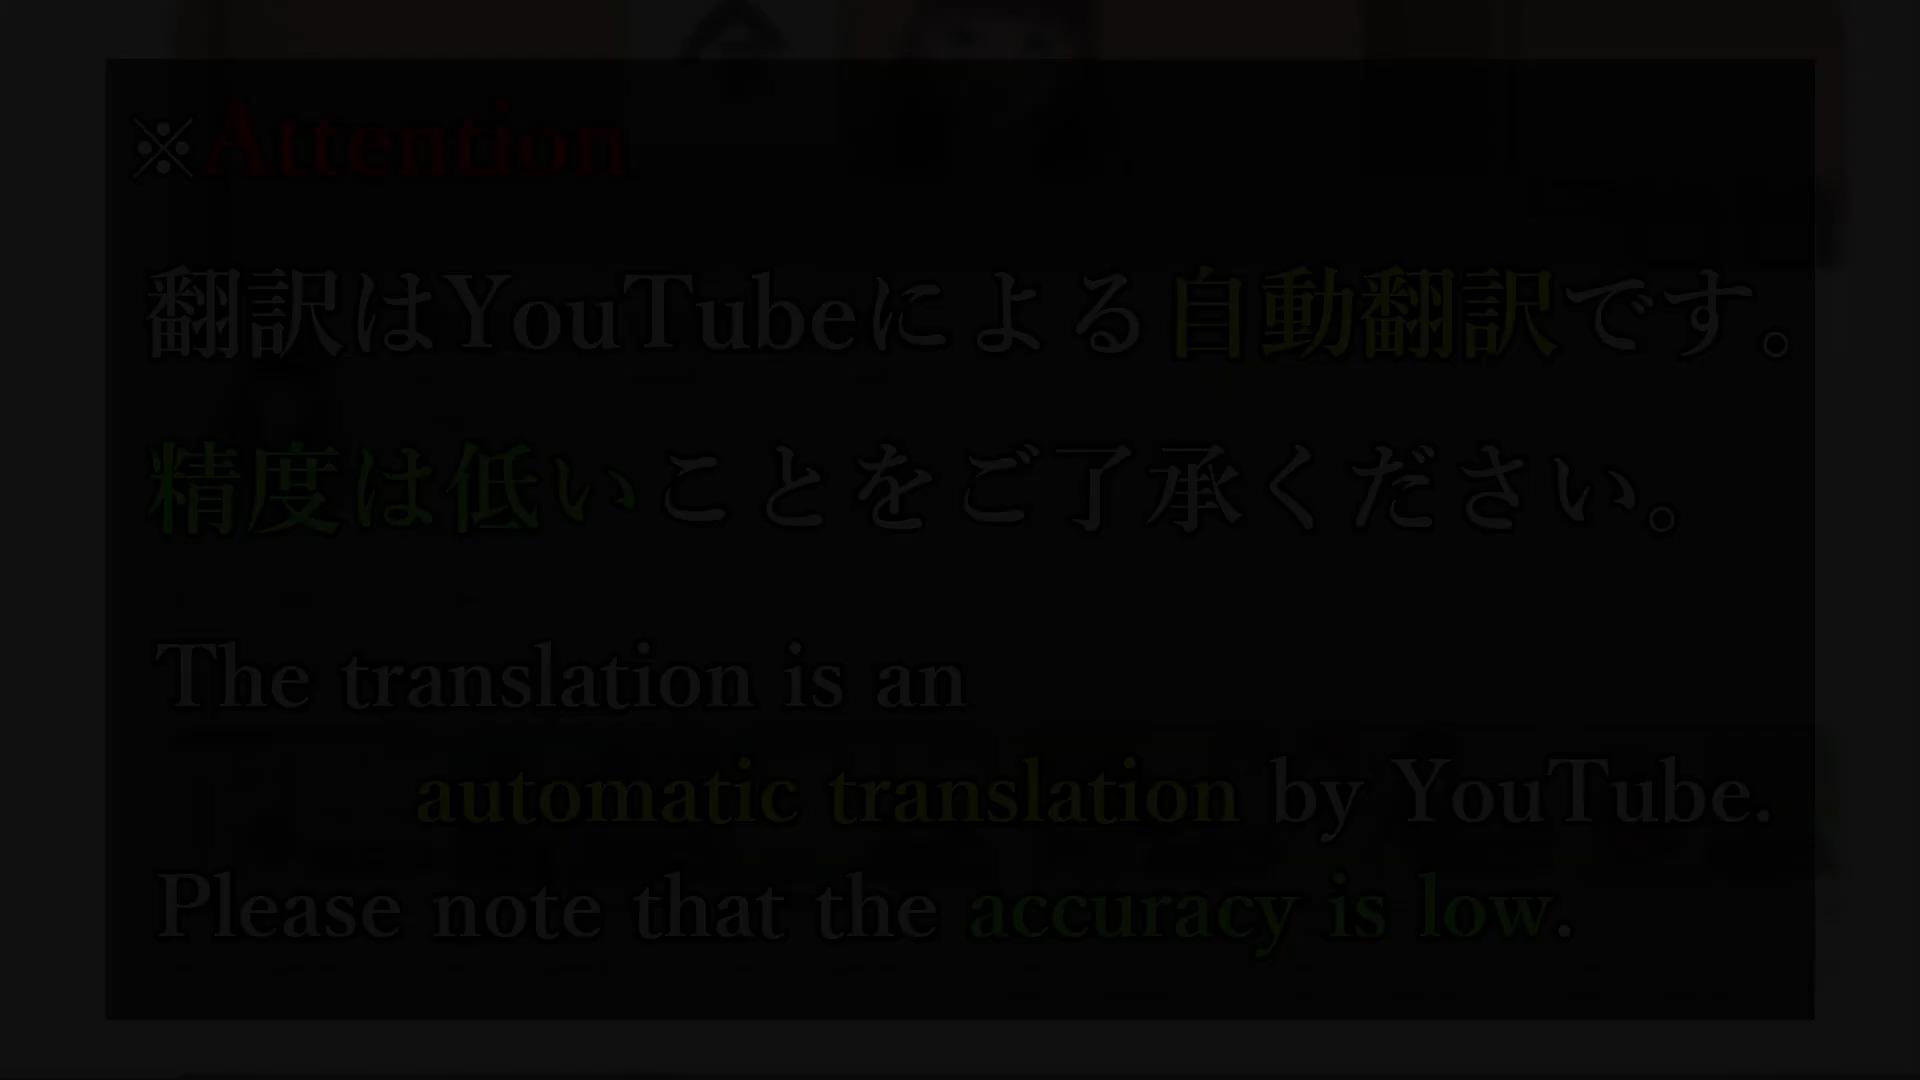 ※Attention
翻訳はYouTubeによる自動翻訳です。
精度は低いことをご了承ください。
The translation is an
automatic translation by YouTube.
Please note that the accuracy is low.